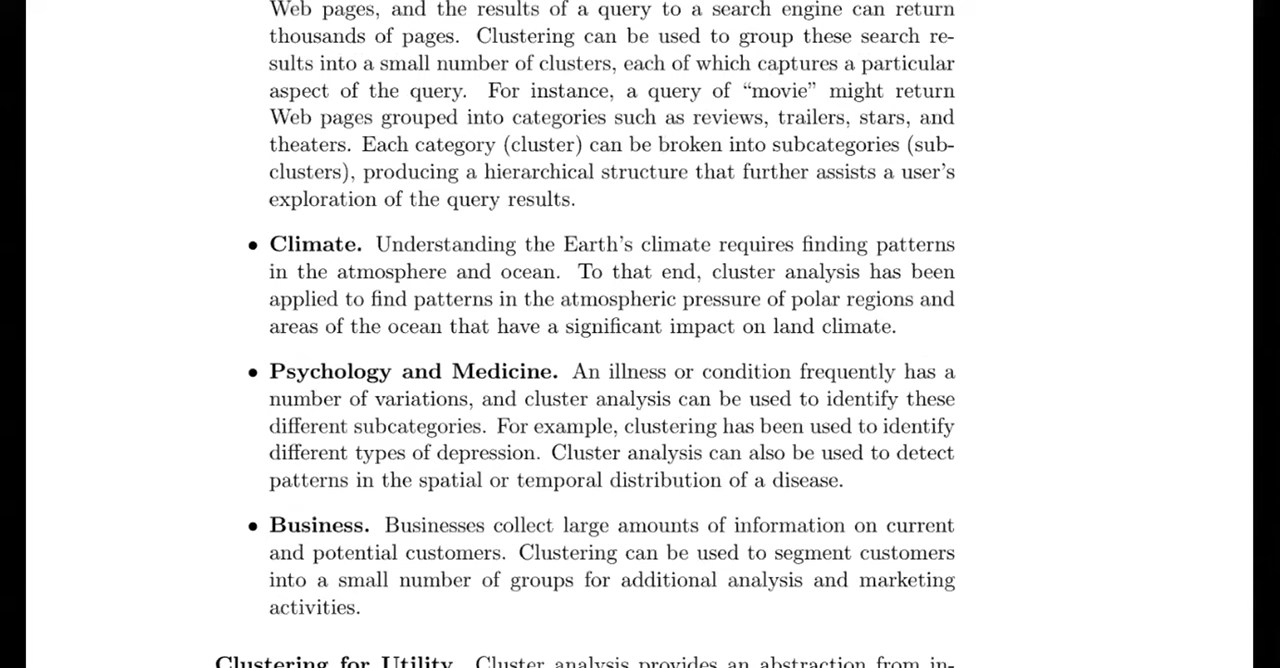 Web pages, and the results of a query to a search engine can return
thousands of pages. Clustering can be used to group these search re-
sults into a small number of clusters, each of which captures a particular
aspect of the query. For instance, a query of “movie” might return
Web pages grouped into categories such as reviews, trailers, stars, and
theaters. Each category (cluster) can be broken into subcategories (sub-
clusters), producing a hierarchical structure that further assists a user’s
exploration of the query results.
• Climate. Understanding the Earth’s climate requires finding patterns
in the atmosphere and ocean. To that end, cluster analysis has been
applied to find patterns in the atmospheric pressure of polar regions and
areas of the ocean that have a significant impact on land climate.
• Psychology and Medicine. An illness or condition frequently has a
number of variations, and cluster analysis can be used to identify these
different subcategories. For example, clustering has been used to identify
different types of depression. Cluster analysis can also be used to detect
patterns in the spatial or temporal distribution of a disease.
• Business. Businesses collect large amounts of information on current
and potential customers. Clustering can be used to segment customers
into a small number of groups for additional analysis and marketing
activities.
Clustering for Utility Cluster analysis provides an abstraction from in-